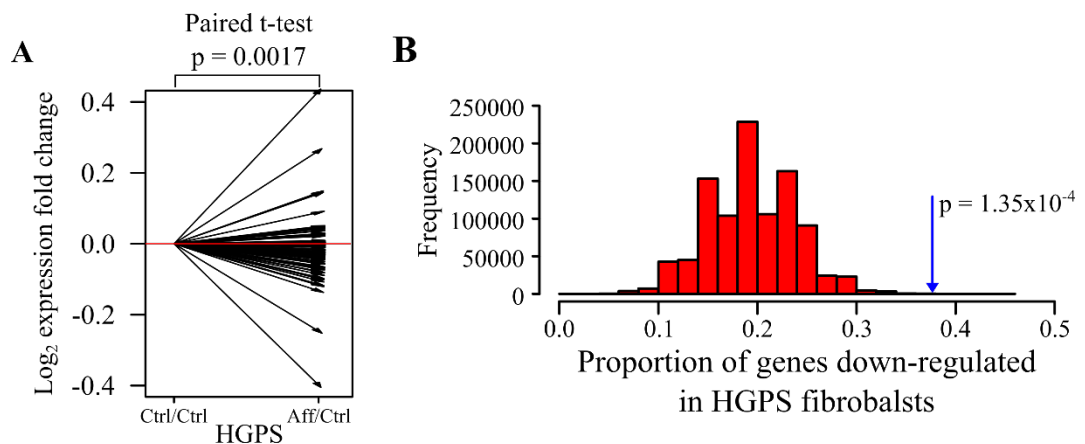 A
Paired t-test
p = 0.0017
Log₂ expression fold change
0.4
0.2
0.0
-0.2
-0.4
Ctrl/Ctrl
Aff/Ctrl
HGPS
B
Frequency
250000
200000
150000
100000
50000
0
p = 1.35x10⁻⁴
0.0
0.1
0.2
0.3
0.4
0.5
Proportion of genes down-regulated
in HGPS fibrobalsts